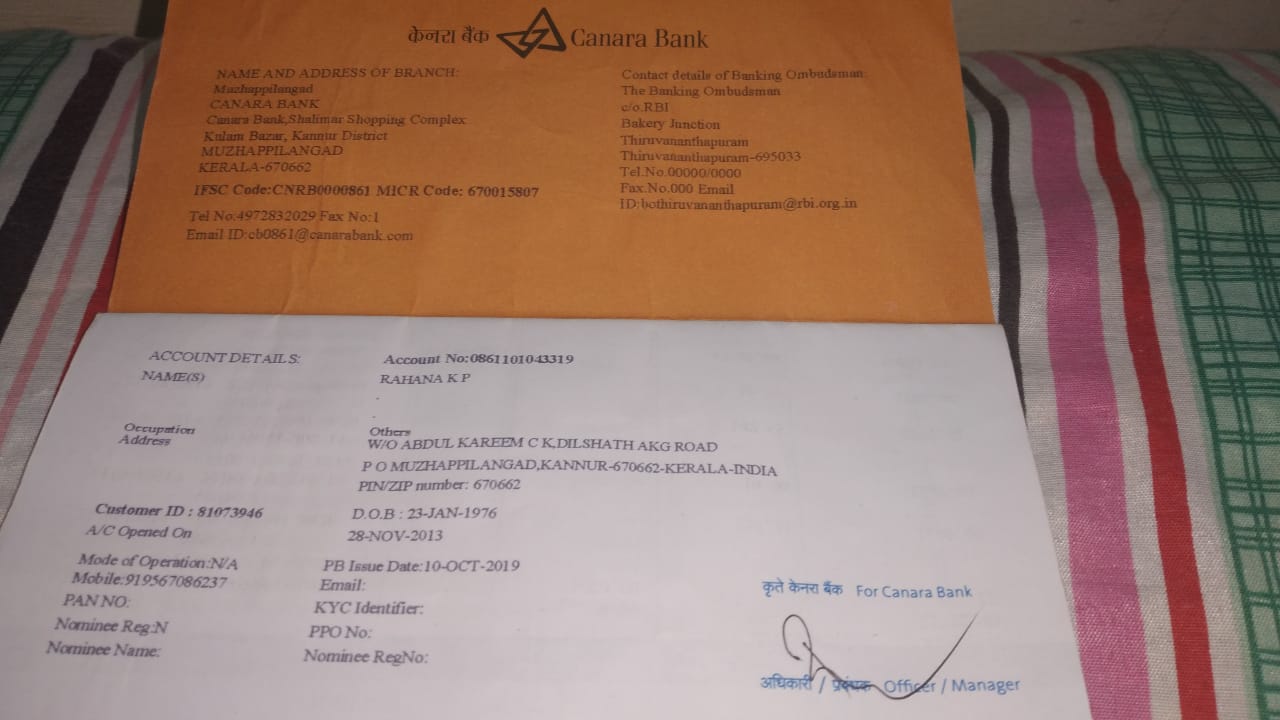 केनरा बैंक Canara Bank
NAME AND ADDRESS OF BRANCH:
Muzhappilangad
CANARA BANK
Canara Bank,Shalimar Shopping Complex
Kulam Bazar, Kannur District
MUZHAPPILANGAD
KERALA-670662
IFSC Code:CNRB0000861 MICR Code: 670015807
Tel No:4972832029 Fax No:1
Email ID:cb0861@canarabank.com
Contact details of Banking Ombudsman:
The Banking Ombudsman
c/o.RBI
Bakery Junction
Thiruvananthapuram
Thiruvananthapuram-695033
Tel.No.00000/0000
Fax.No.000 Email
ID:bothiruvananthapuram@rbi.org.in
ACCOUNT DETAILS: Account No:0861101043319
NAME(S) RAHANA K P
Occupation Others
Address W/O ABDUL KAREEM C K,DILSHATH AKG ROAD
P O MUZHAPPILANGAD,KANNUR-670662-KERALA-INDIA
PIN/ZIP number: 670662
Customer ID : 81073946 D.O.B : 23-JAN-1976
A/C Opened On 28-NOV-2013
Mode of Operation:N/A PB Issue Date:10-OCT-2019
Mobile:919567086237 Email:
PAN NO: KYC Identifier:
Nominee Reg:N PPO No:
Nominee Name: Nominee RegNo:
कृते केनरा बैंक For Canara Bank
अधिकारी / प्रबंधक Officer / Manager